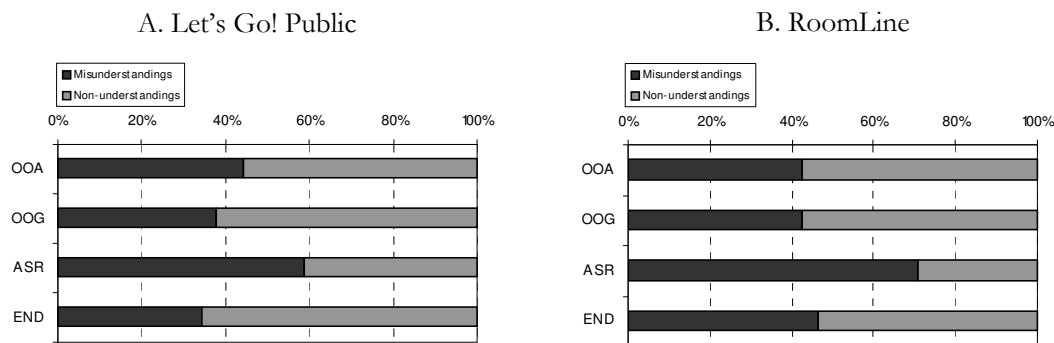 A. Let's Go! Public
Misunderstandings
Non-understandings
0% 20% 40% 60% 80% 100%
OOA
OOG
ASR
END
B. RoomLine
Misunderstandings
Non-understandings
0% 20% 40% 60% 80% 100%
OOA
OOG
ASR
END